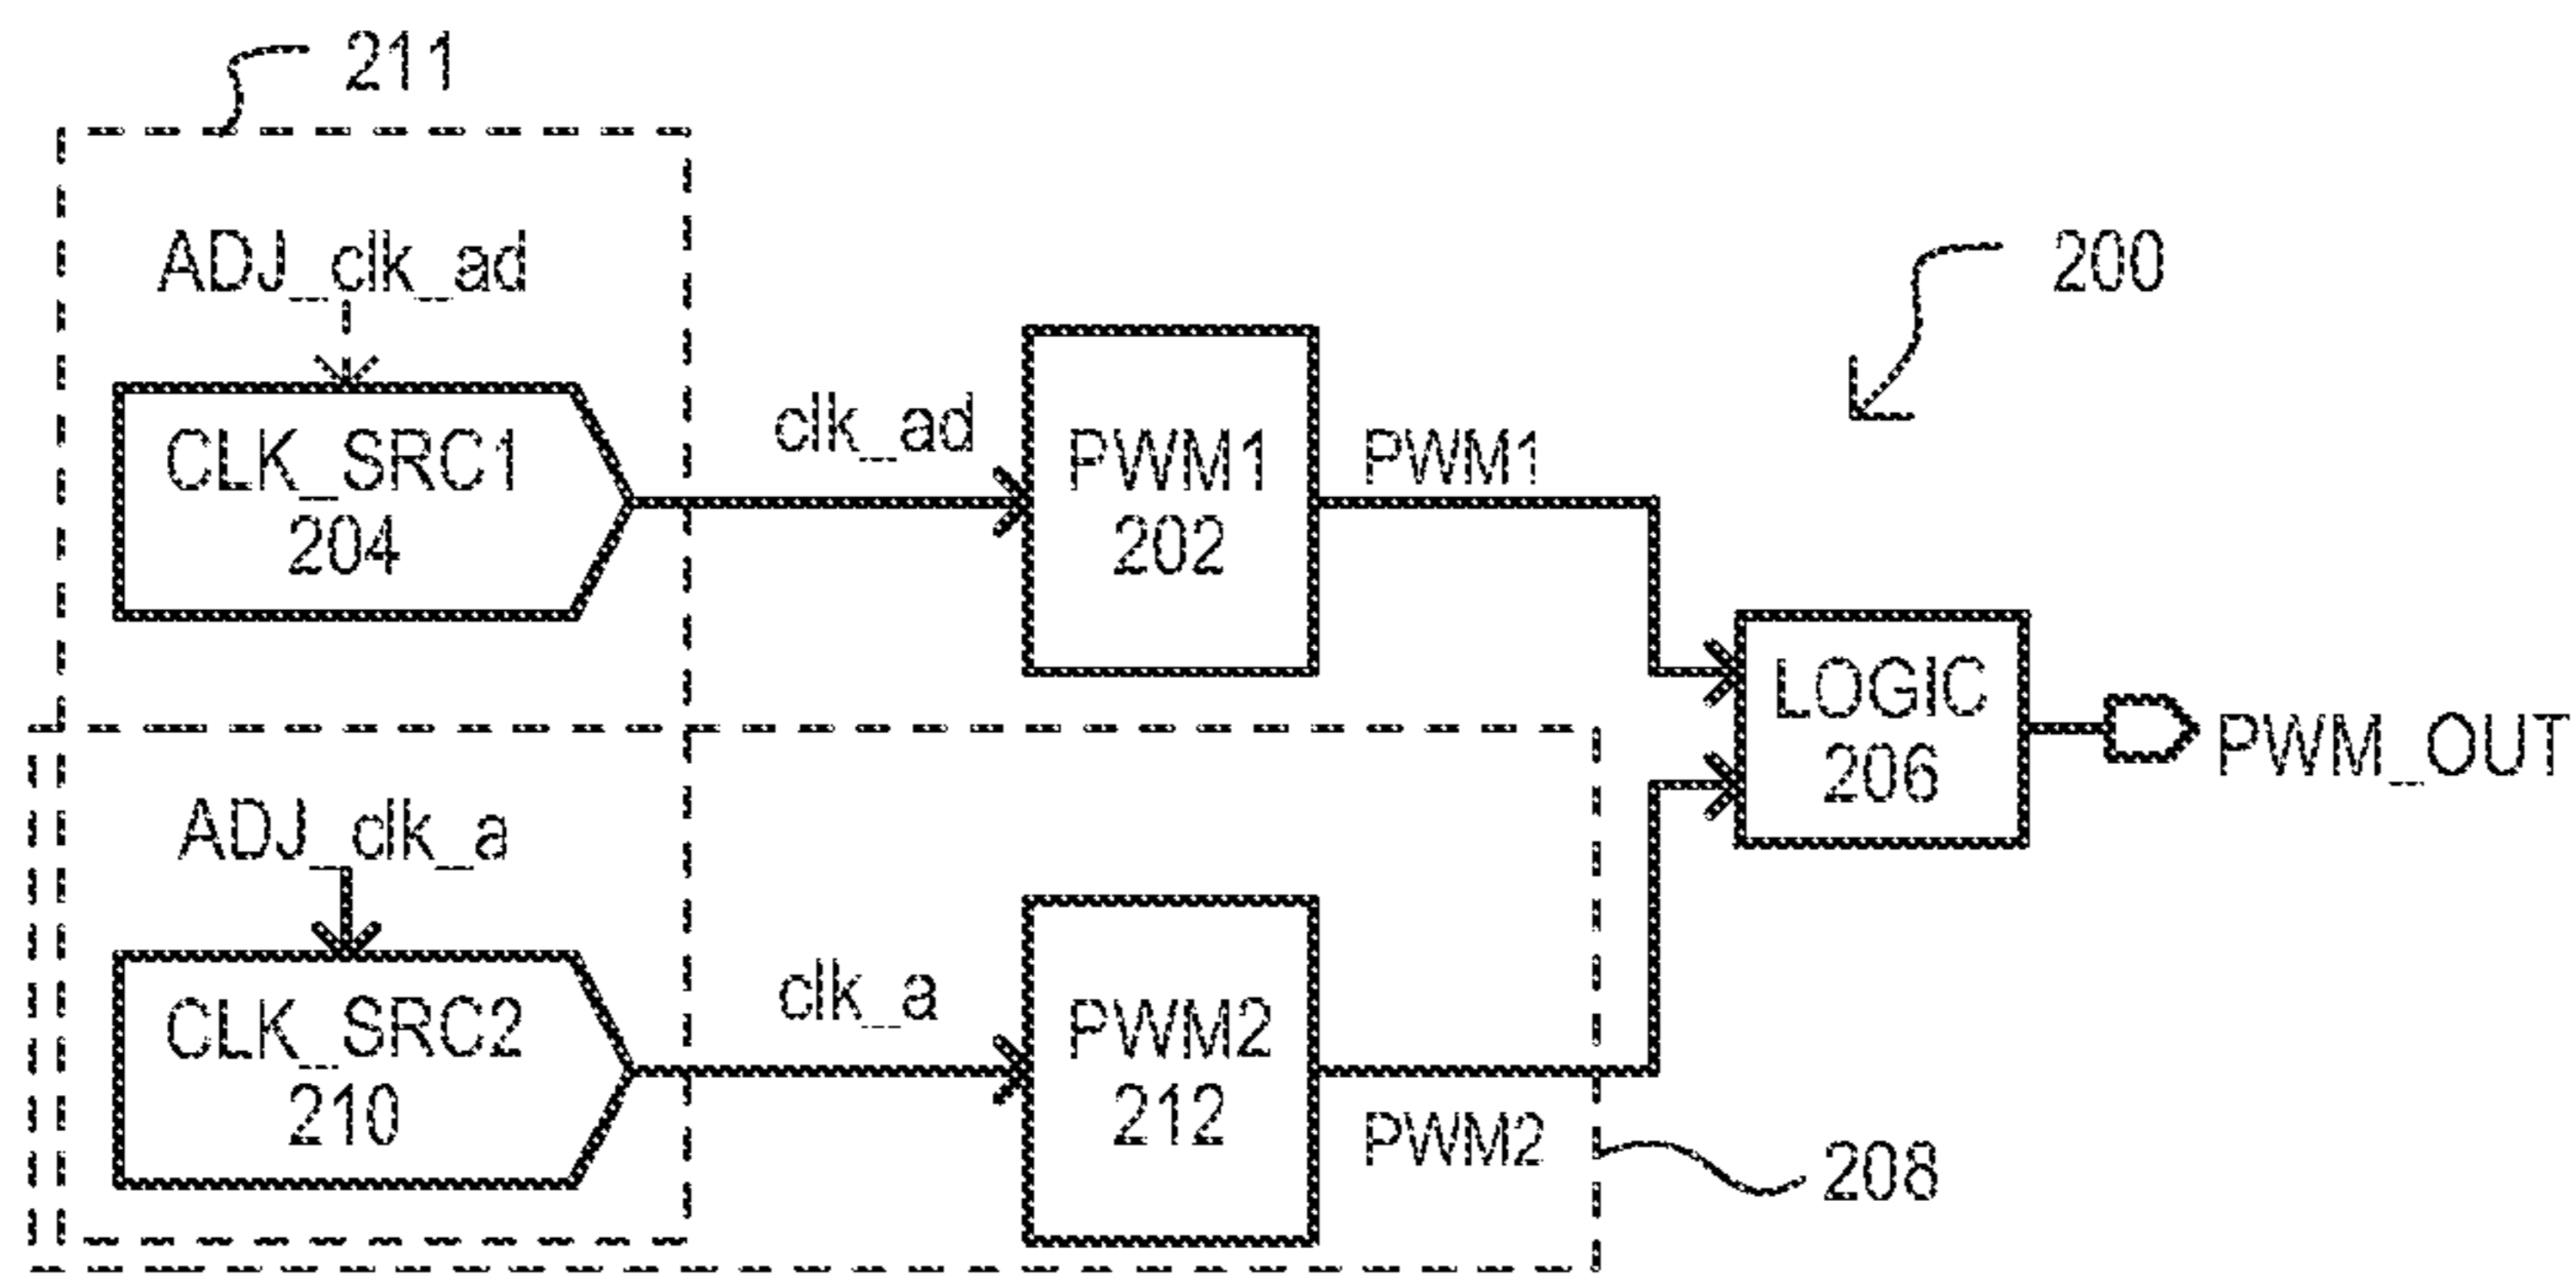 211
ADJ_clk_ad
200
CLK_SRC1
204
clk_ad
PWM1
202
PWM1
LOGIC
206
PWM_OUT
ADJ_clk_a
CLK_SRC2
210
clk_a
PWM2
212
PWM2
208